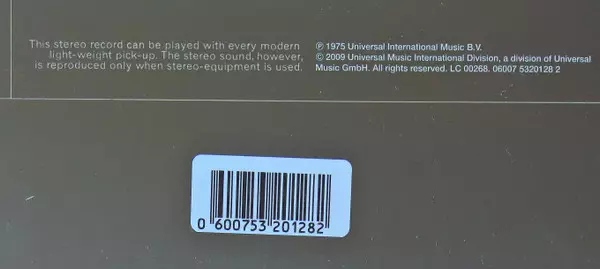 This stereo record can be played with every modern
light-weight pick-up. The stereo sound, however,
is reproduced only when stereo-equipment is used.
℗ 1975 Universal International Music B.V.
© 2009 Universal Music International Division, a division of Universal
Music GmbH. All rights reserved. LC 00268. 06007 5320128 2
0 600753 201282